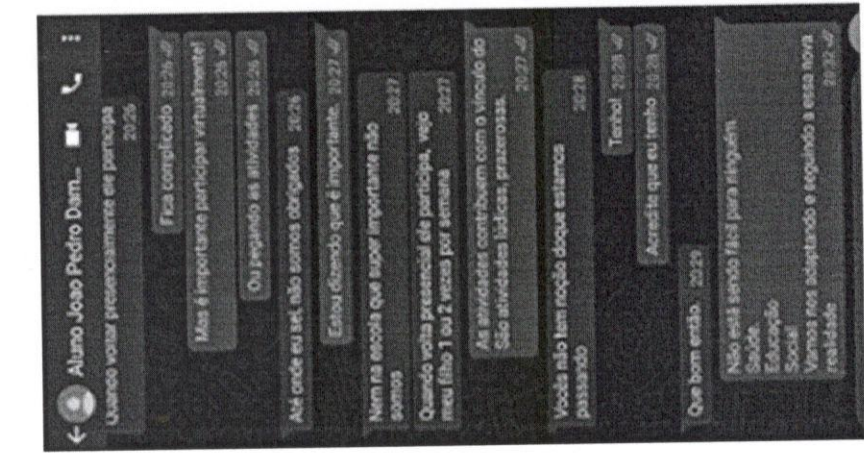 Aluno Joao Pedro Dam...
Quando voltar presencialmente ele participa
20:26
Fica complicado 20:26
Mas é importante participar virtualmente!
20:26
Ou pegando as atividades 20:26
Até onde eu sei, não somos obrigados 20:26
Estou dizendo que é importante. 20:27
Nem na escola que super importante não
somos 20:27
Quando volta presencial ele participa, vejo
meu filho 1 ou 2 vezes por semana 20:27
As atividades contribuem com o vínculo do
São atividades lúdicas, prazerosas.
20:27
Vocês não tem noção doque estamos
passando 20:28
Tenho! 20:28
Acredite que eu tenho 20:28
Que bom então. 20:29
Não está sendo fácil para ninguém.
Saúde,
Educação
Social
Vamos nos adaptando e seguindo a essa nova
realidade 20:32